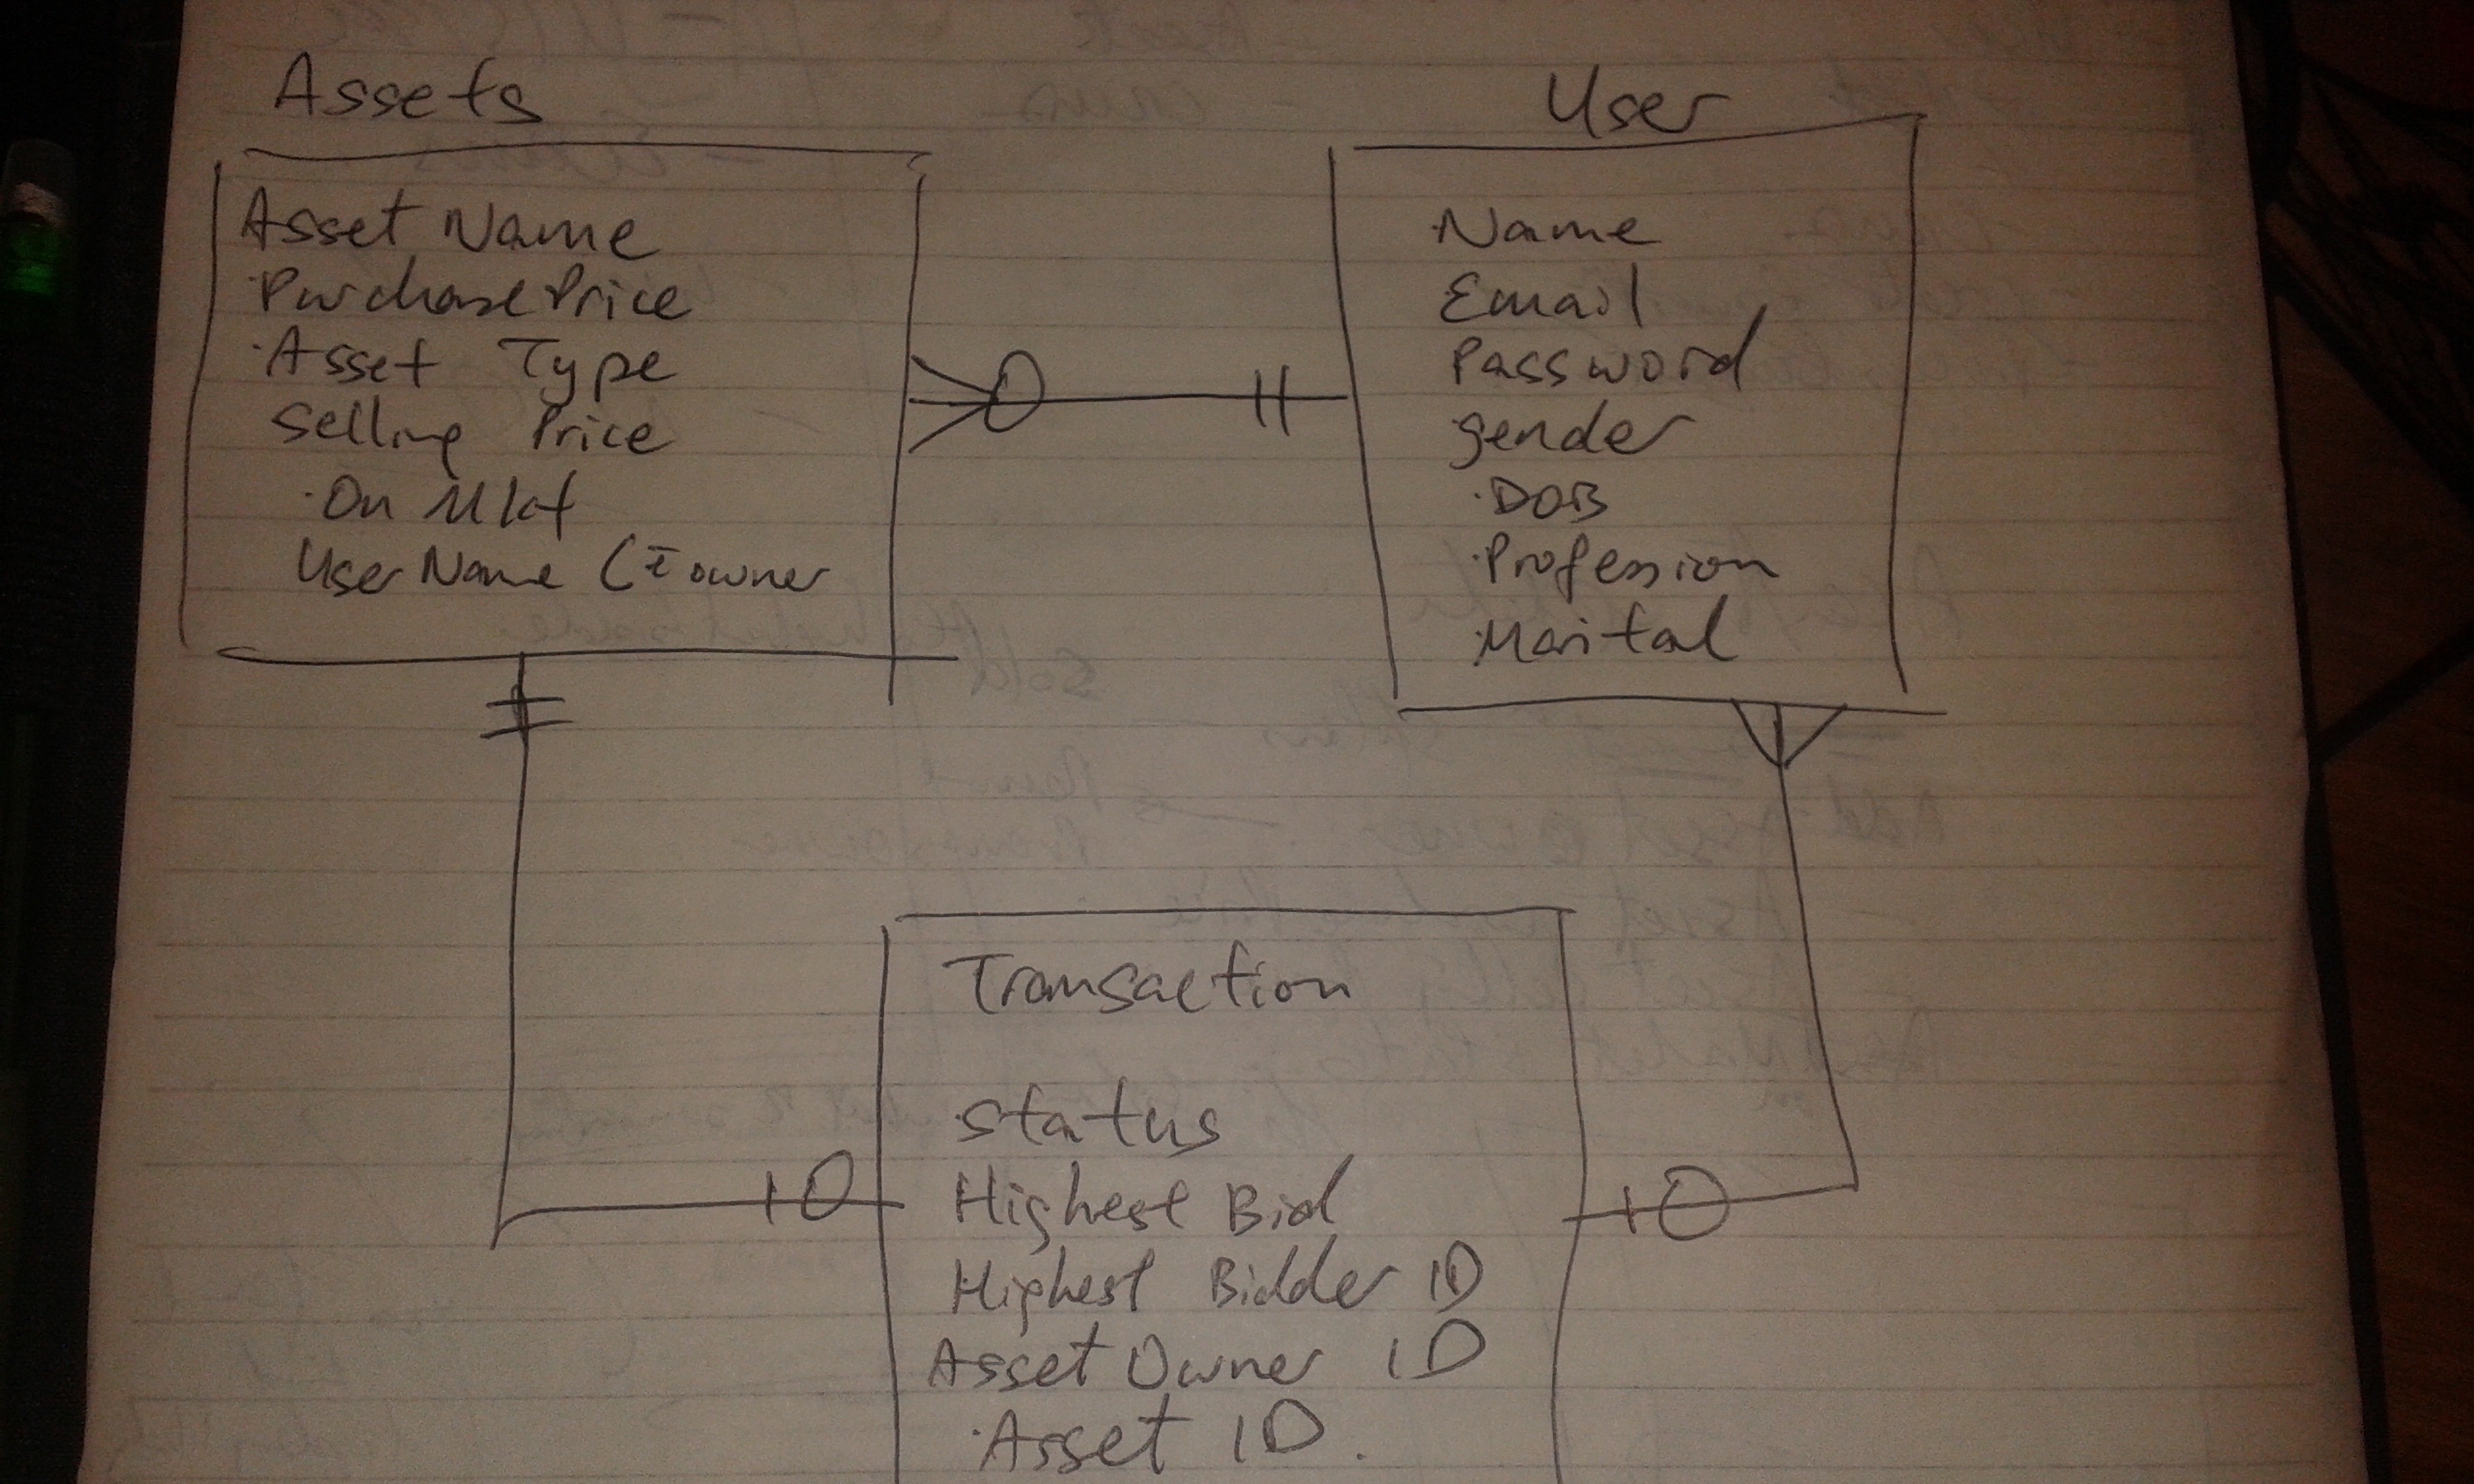 Assets
Asset Name
Purchase Price
Asset Type
Selling Price
On Mkt
User Name (= owner
User
Name
Email
Password
gender
DOB
Profession
Marital
Transaction
status
Highest Bid
Highest Bidder ID
Asset Owner ID
Asset ID.